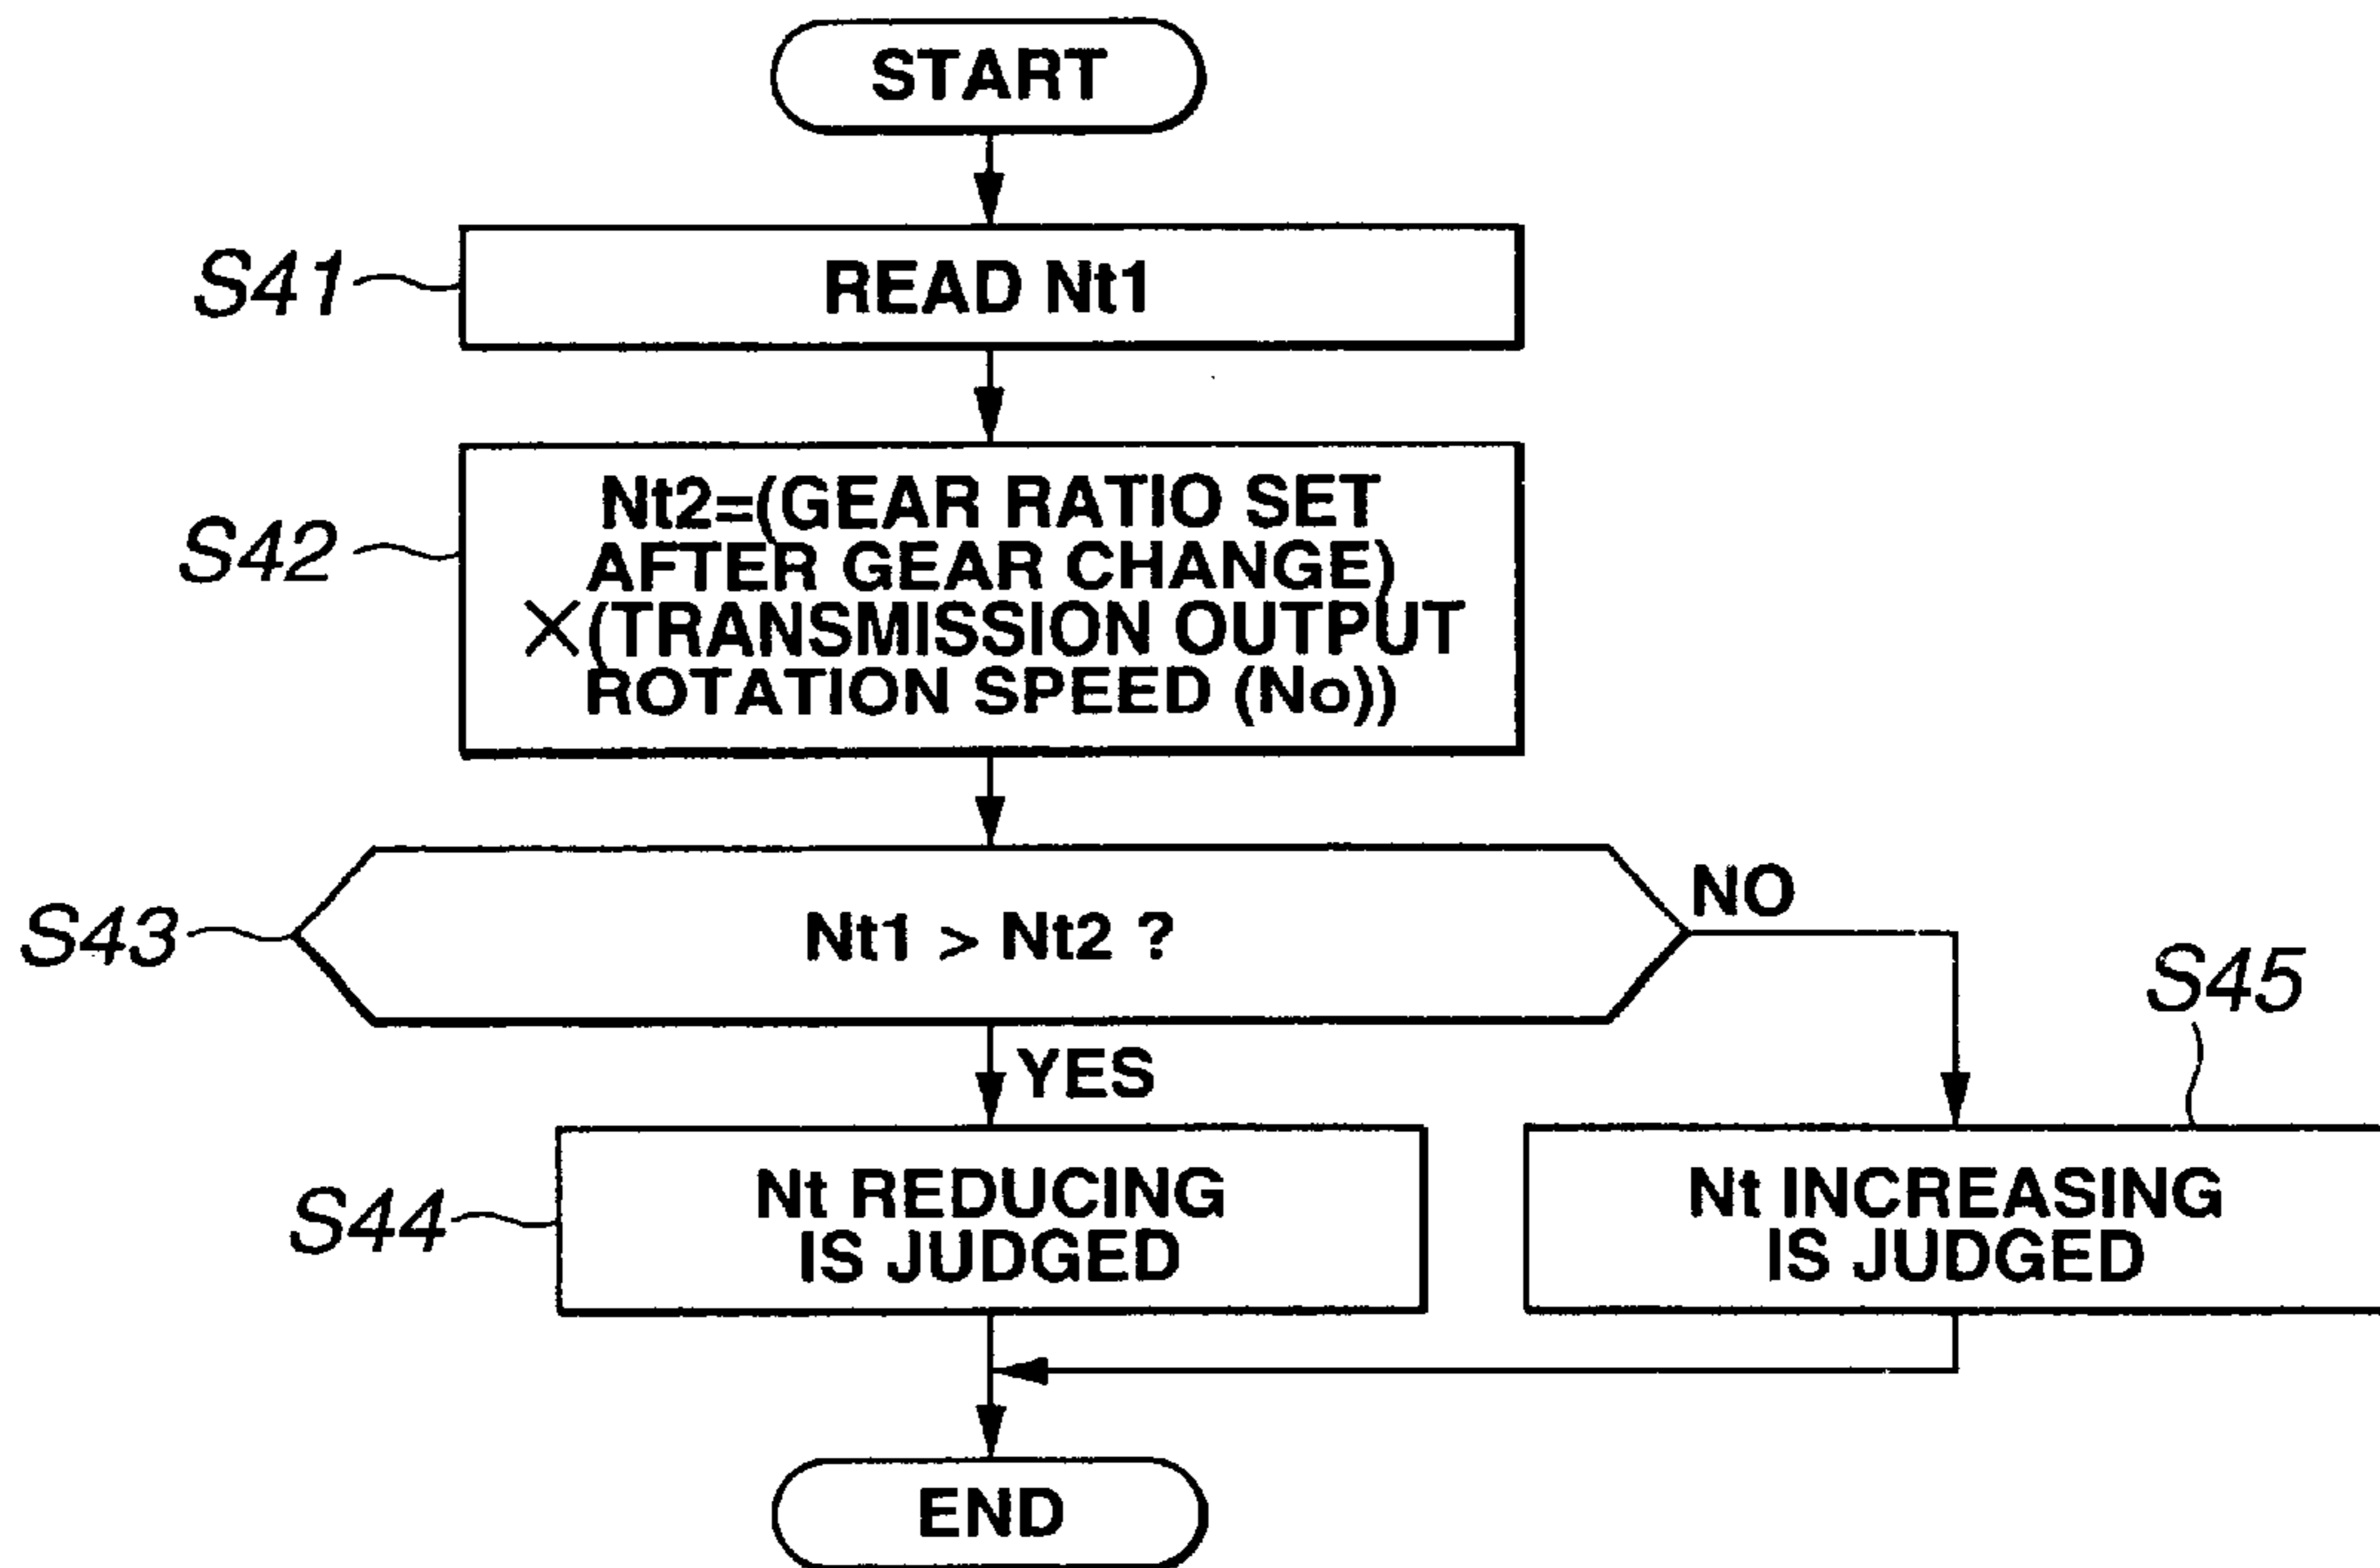 START
S41
READ Nt1
S42
Nt2=(GEAR RATIO SET
AFTER GEAR CHANGE)
×(TRANSMISSION OUTPUT
ROTATION SPEED (No))
S43
Nt1 > Nt2 ?
NO
YES
S45
S44
Nt REDUCING
IS JUDGED
Nt INCREASING
IS JUDGED
END